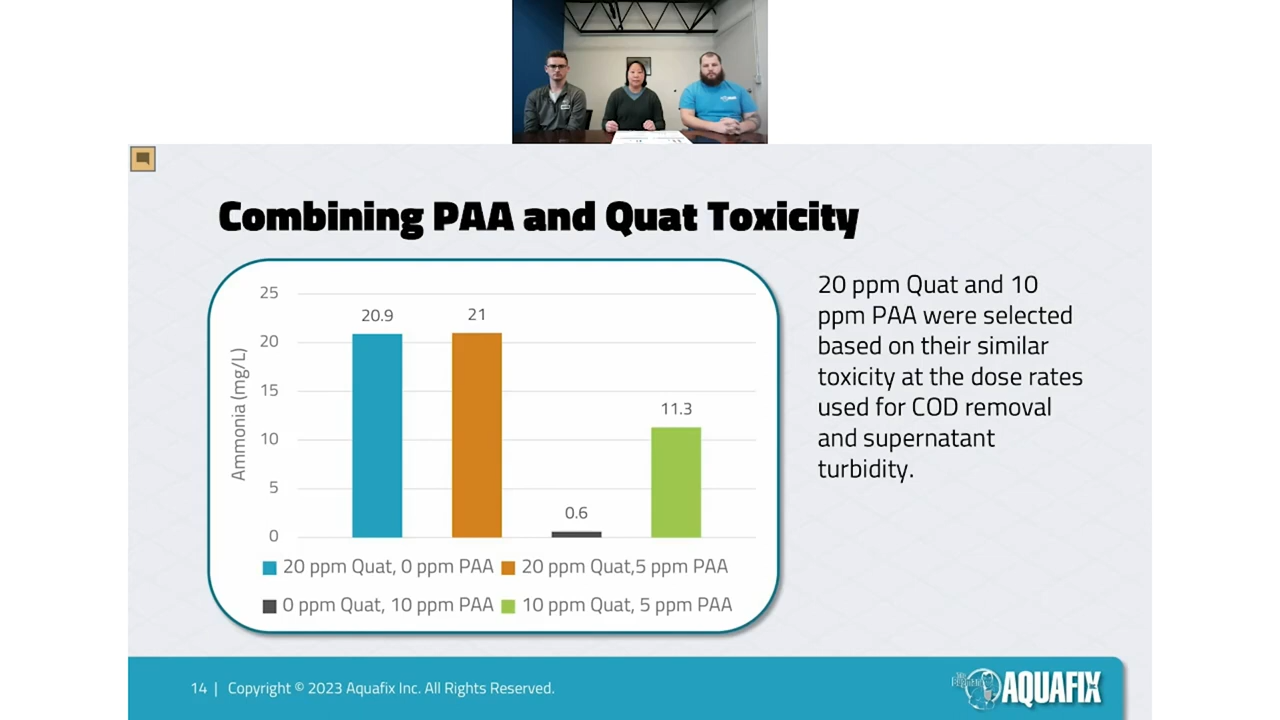 Combining PAA and Quat Toxicity
25
20
15
10
5
0
Ammonia (mg/L)
20.9
21
0.6
11.3
20 ppm Quat, 0 ppm PAA
20 ppm Quat,5 ppm PAA
0 ppm Quat, 10 ppm PAA
10 ppm Quat, 5 ppm PAA
20 ppm Quat and 10
ppm PAA were selected
based on their similar
toxicity at the dose rates
used for COD removal
and supernatant
turbidity.
14 | Copyright © 2023 Aquafix Inc. All Rights Reserved.
AQUAFIX